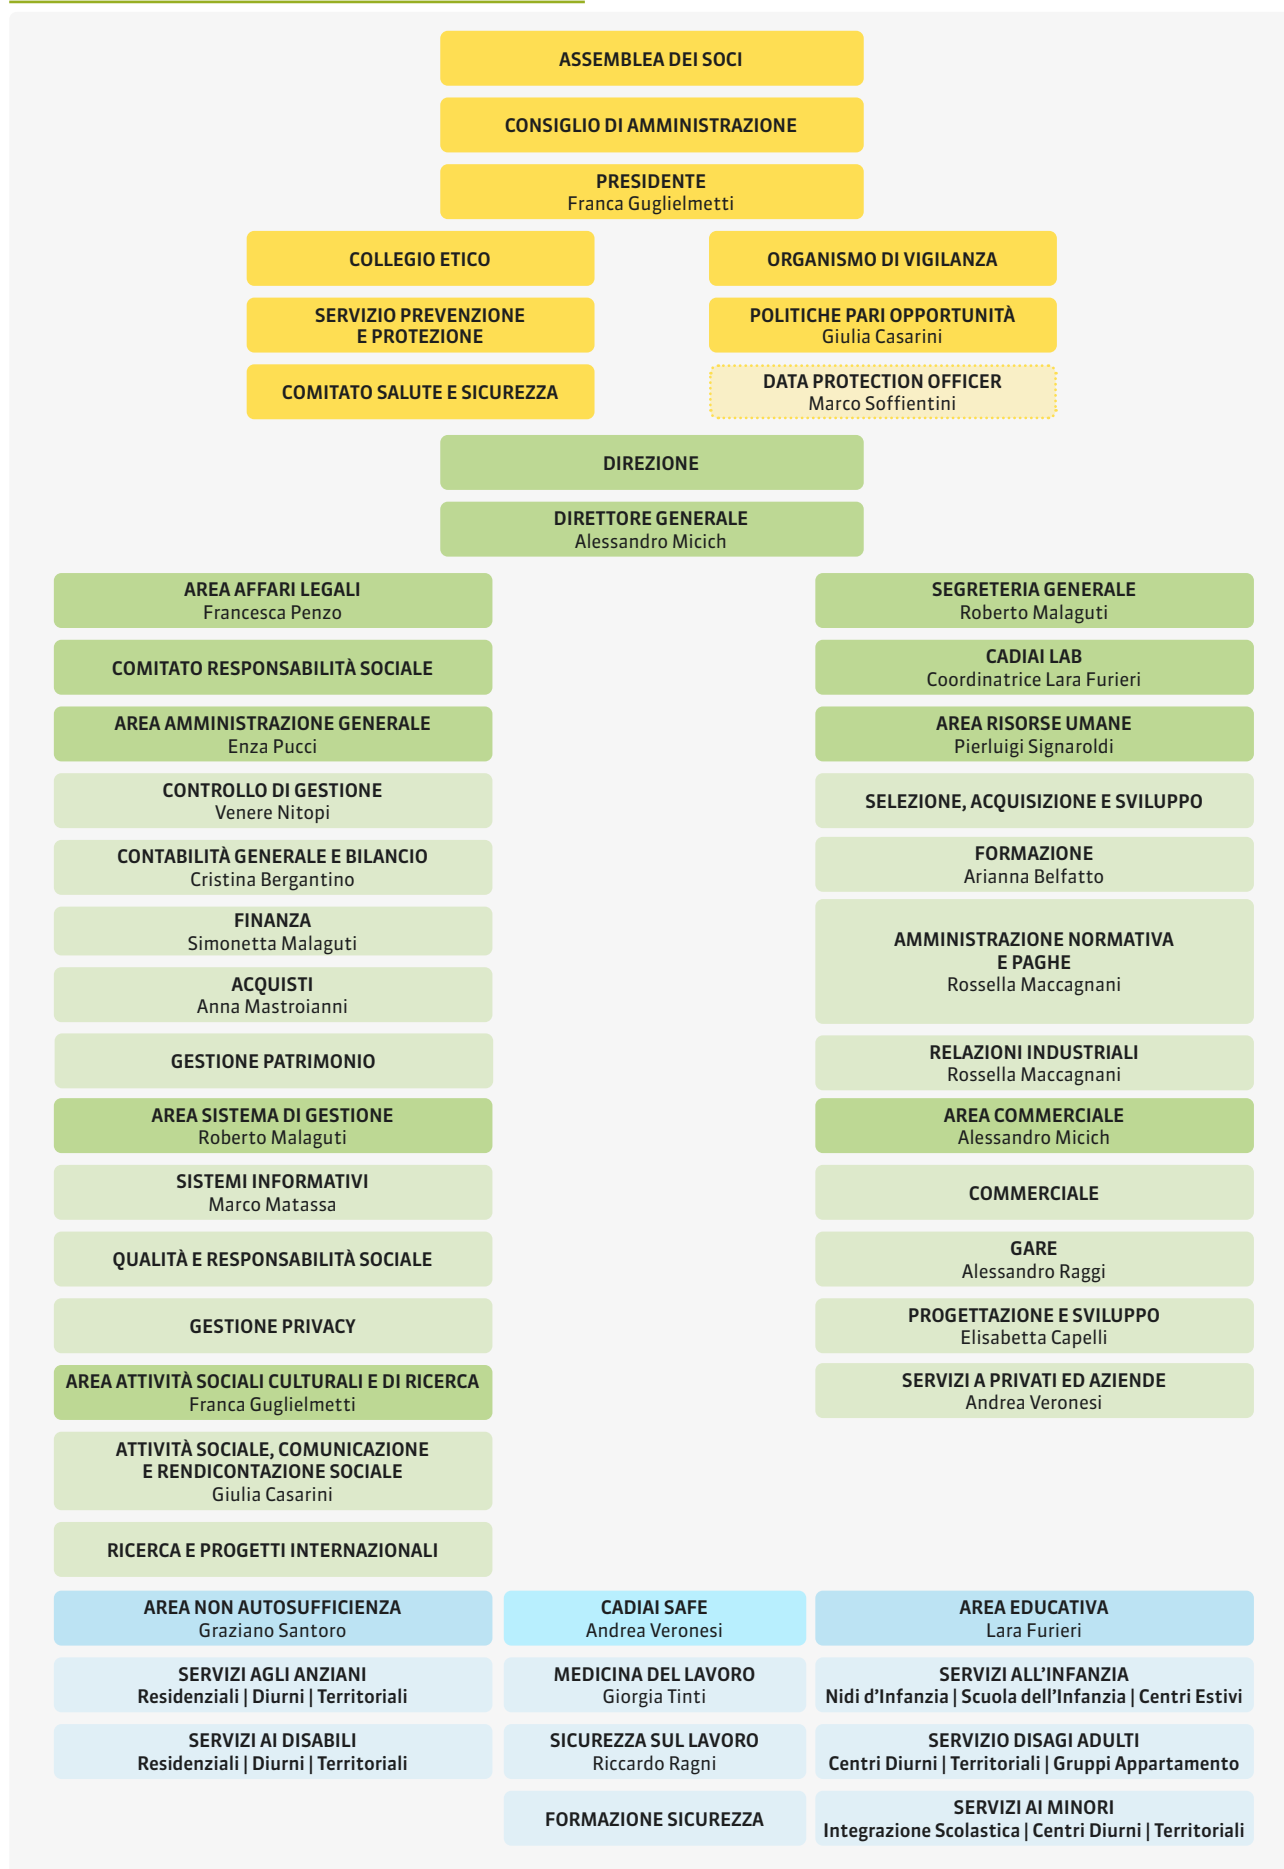 ASSEMBLEA DEI SOCI
CONSIGLIO DI AMMINISTRAZIONE
PRESIDENTE
Franca Guglielmetti
COLLEGIO ETICO
ORGANISMO DI VIGILANZA
SERVIZIO PREVENZIONE
E PROTEZIONE
POLITICHE PARI OPPORTUNITÀ
Giulia Casarini
COMITATO SALUTE E SICUREZZA
DATA PROTECTION OFFICER
Marco Soffientini
DIREZIONE
DIRETTORE GENERALE
Alessandro Micich
AREA AFFARI LEGALI
Francesca Penzo
COMITATO RESPONSABILITÀ SOCIALE
AREA AMMINISTRAZIONE GENERALE
Enza Pucci
CONTROLLO DI GESTIONE
Venere Nitopi
CONTABILITÀ GENERALE E BILANCIO
Cristina Bergantino
FINANZA
Simonetta Malaguti
ACQUISTI
Anna Mastroianni
GESTIONE PATRIMONIO
AREA SISTEMA DI GESTIONE
Roberto Malaguti
SISTEMI INFORMATIVI
Marco Matassa
QUALITÀ E RESPONSABILITÀ SOCIALE
GESTIONE PRIVACY
AREA ATTIVITÀ SOCIALI CULTURALI E DI RICERCA
Franca Guglielmetti
ATTIVITÀ SOCIALE, COMUNICAZIONE
E RENDICONTAZIONE SOCIALE
Giulia Casarini
RICERCA E PROGETTI INTERNAZIONALI
SEGRETERIA GENERALE
Roberto Malaguti
CADIAI LAB
Coordinatrice Lara Furieri
AREA RISORSE UMANE
Pierluigi Signaroldi
SELEZIONE, ACQUISIZIONE E SVILUPPO
FORMAZIONE
Arianna Belfatto
AMMINISTRAZIONE NORMATIVA
E PAGHE
Rossella Maccagnani
RELAZIONI INDUSTRIALI
Rossella Maccagnani
AREA COMMERCIALE
Alessandro Micich
COMMERCIALE
GARE
Alessandro Raggi
PROGETTAZIONE E SVILUPPO
Elisabetta Capelli
SERVIZI A PRIVATI ED AZIENDE
Andrea Veronesi
AREA NON AUTOSUFFICIENZA
Graziano Santoro
SERVIZI AGLI ANZIANI
Residenziali | Diurni | Territoriali
SERVIZI AI DISABILI
Residenziali | Diurni | Territoriali
CADIAI SAFE
Andrea Veronesi
MEDICINA DEL LAVORO
Giorgia Tinti
SICUREZZA SUL LAVORO
Riccardo Ragni
FORMAZIONE SICUREZZA
AREA EDUCATIVA
Lara Furieri
SERVIZI ALL'INFANZIA
Nidi d'Infanzia | Scuola dell'Infanzia | Centri Estivi
SERVIZIO DISAGI ADULTI
Centri Diurni | Territoriali | Gruppi Appartamento
SERVIZI AI MINORI
Integrazione Scolastica | Centri Diurni | Territoriali